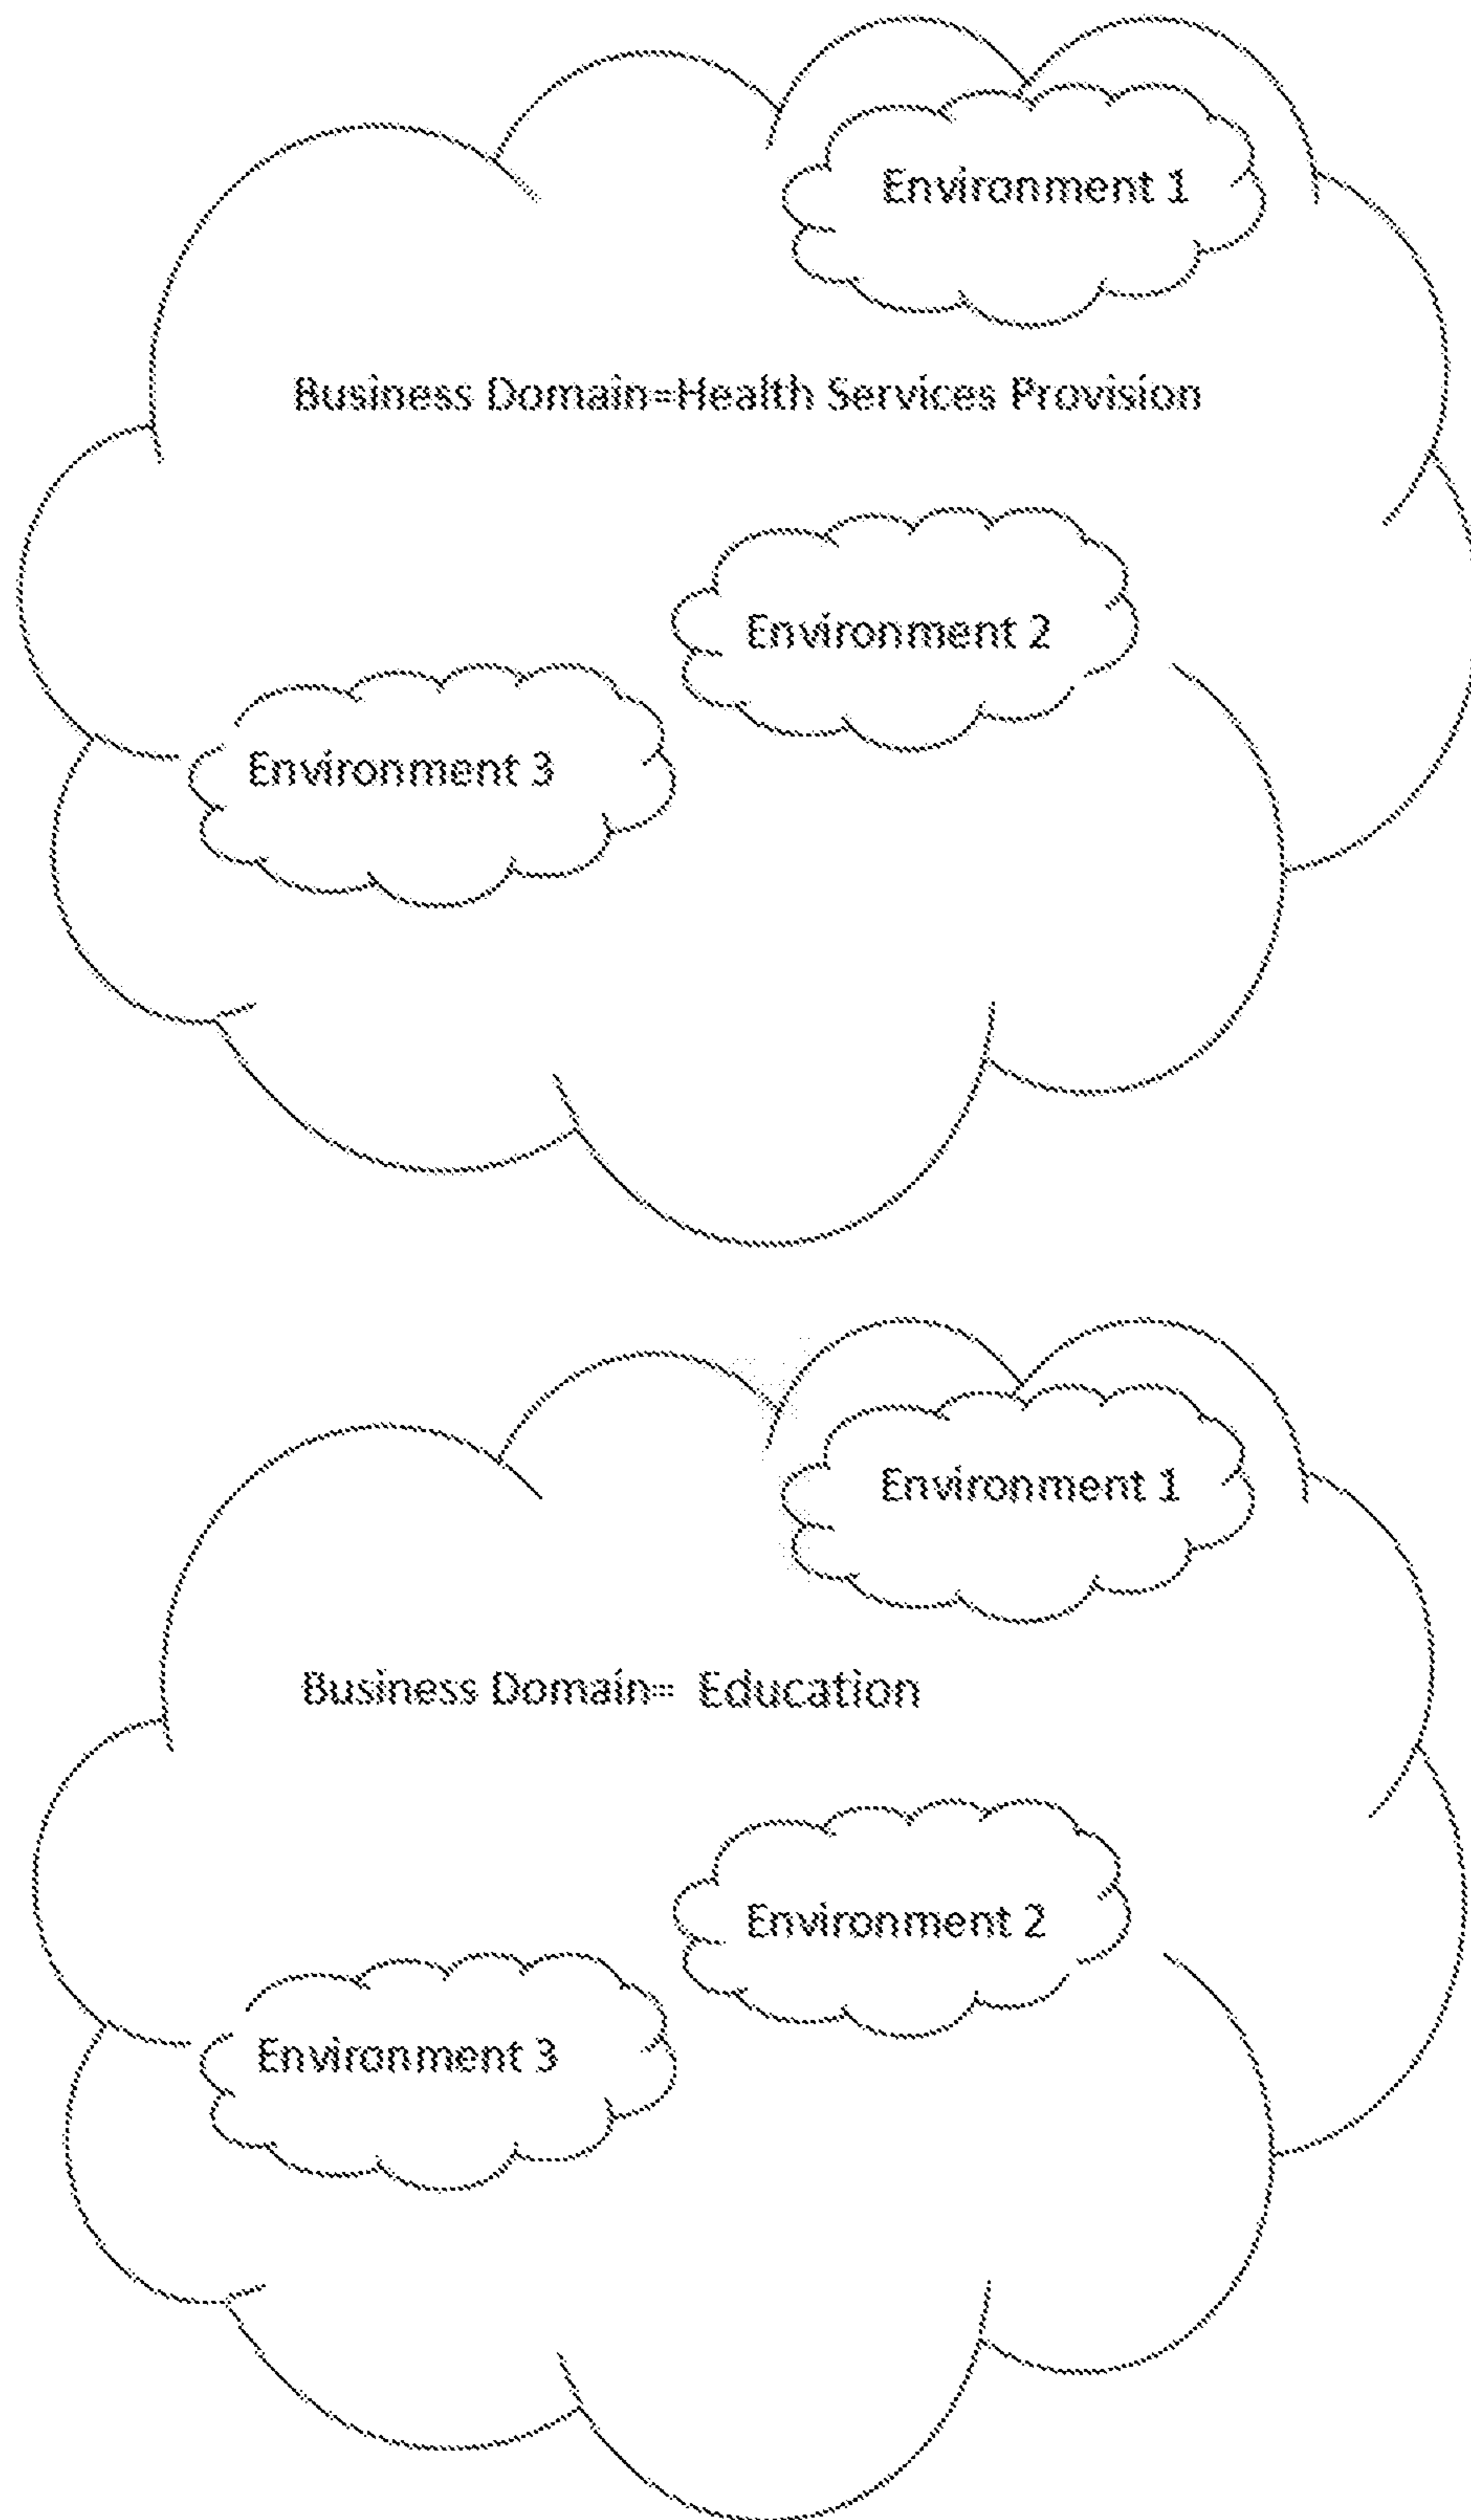 Environment 1
Business Domain=Health Services Provision
Environment 2
Environment 3
Environment 1
Business Domain= Education
Environment 2
Environment 3